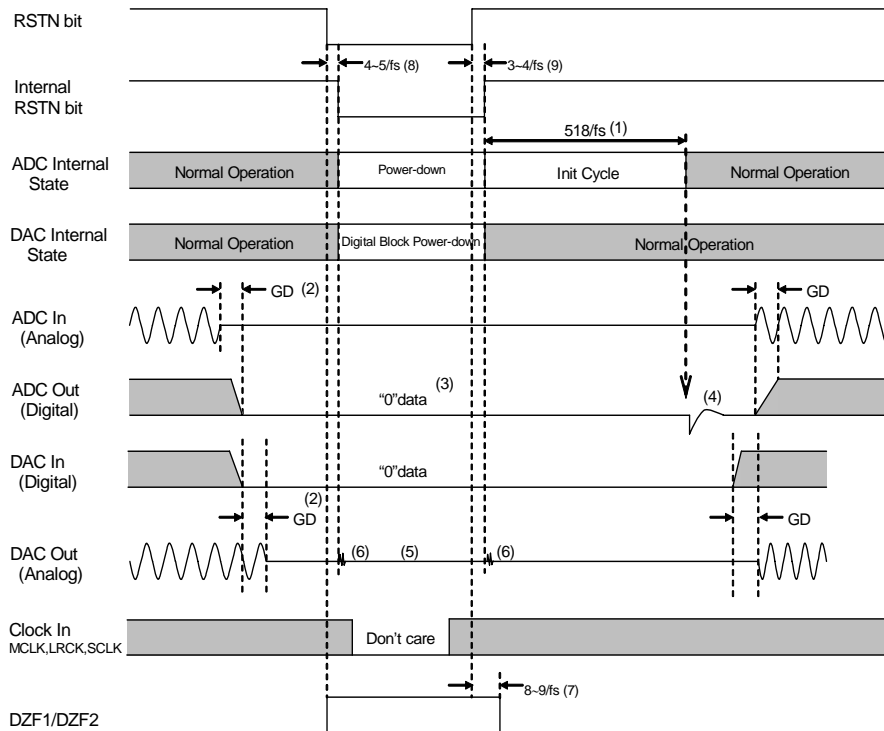 RSTN bit
4~5/fs (8)
3~4/fs (9)
Internal
RSTN bit
518/fs (1)
ADC Internal
State
Normal Operation
Power-down
Init Cycle
Normal Operation
DAC Internal
State
Normal Operation
Digital Block Power-down
Normal Operation
GD (2)
GD
ADC In
(Analog)
ADC Out
(Digital)
"0"data (3)
(4)
DAC In
(Digital)
"0"data
(2)
GD
GD
DAC Out
(Analog)
(6)
(5)
(6)
Clock In
MCLK,LRCK,SCLK
Don't care
8~9/fs (7)
DZF1/DZF2